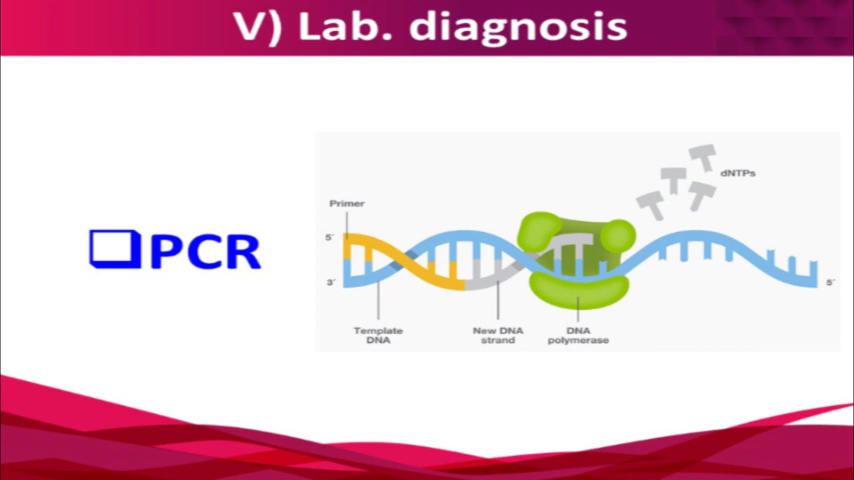 V) Lab. diagnosis
❑PCR
dNTPs
Primer
5´
3´
5´
Template
DNA
New DNA
strand
DNA
polymerase